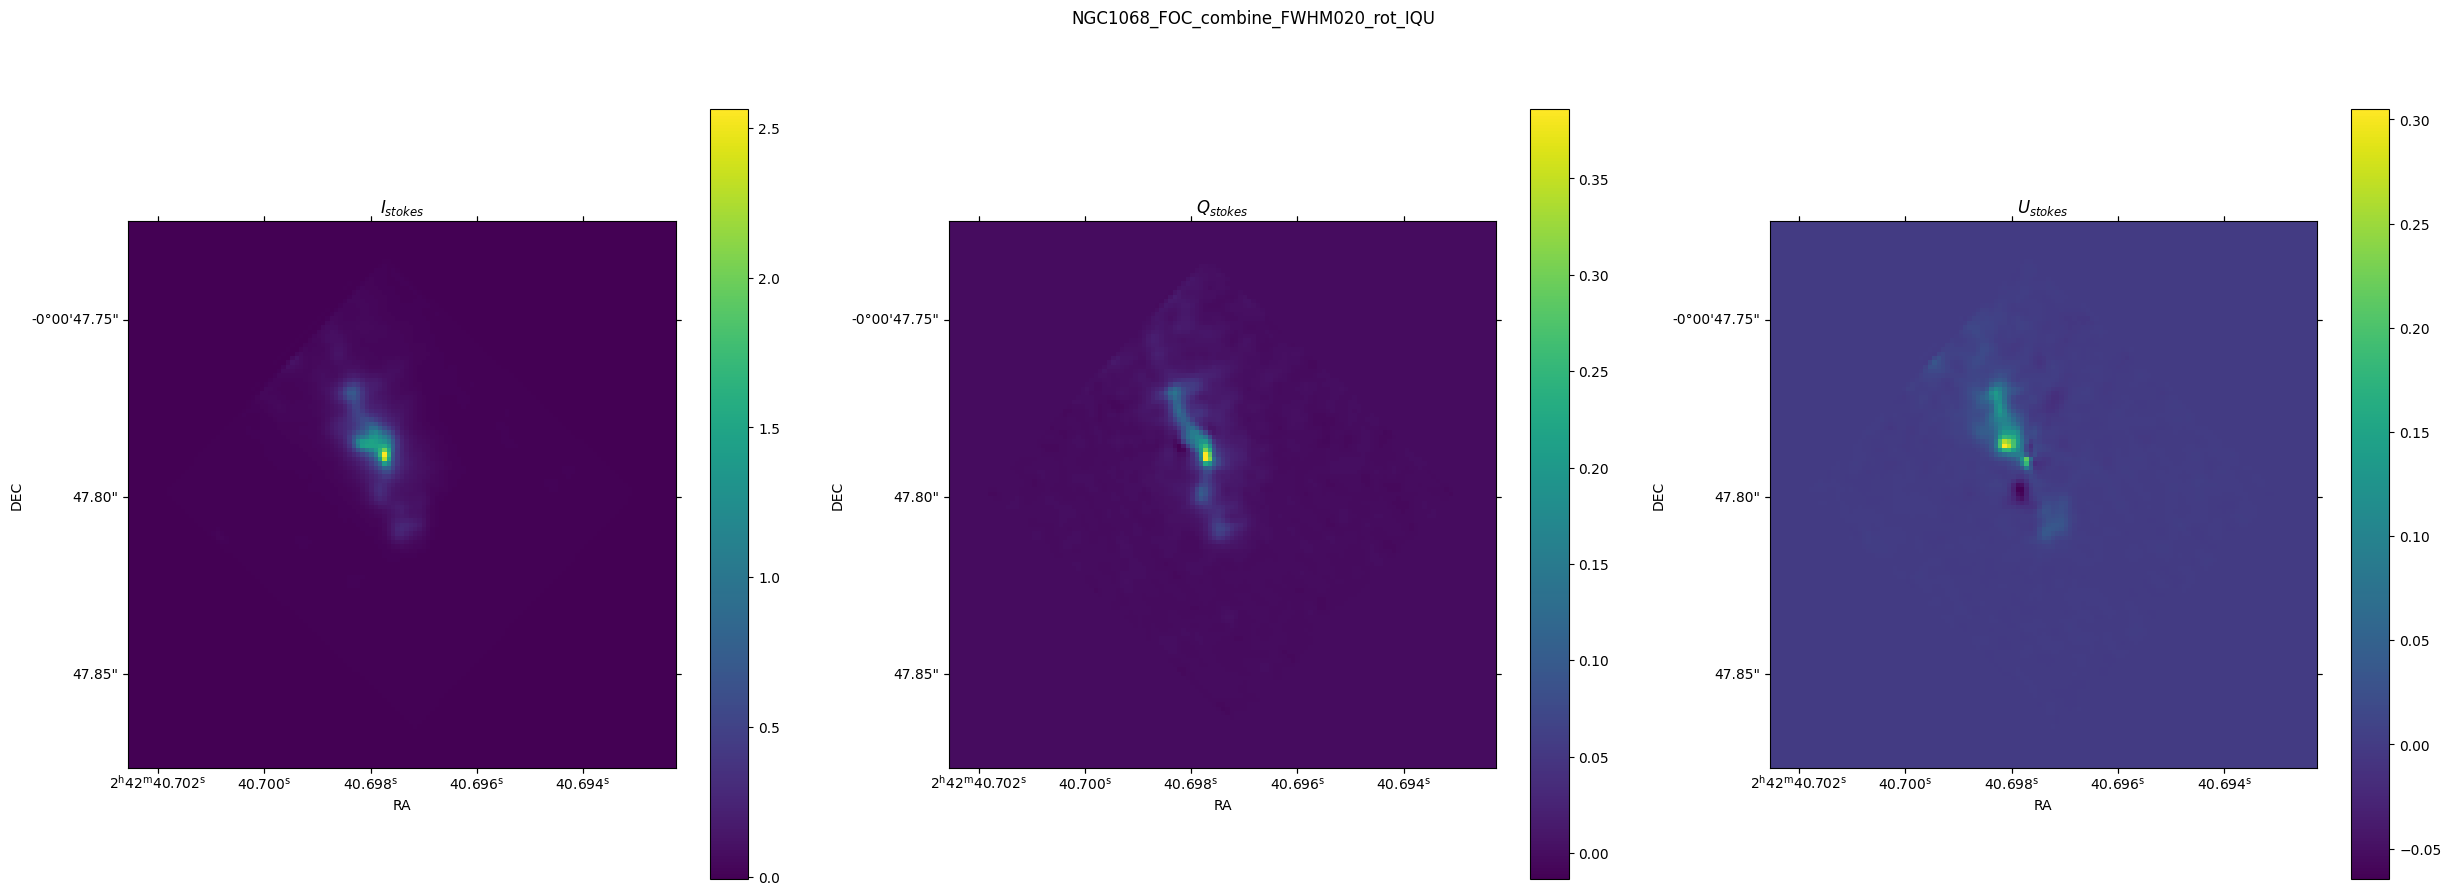 NGC1068_FOC_combine_FWHM020_rot_IQU
I_stokes
Q_stokes
U_stokes
2.5
2.0
1.5
1.0
0.5
0.0
0.35
0.30
0.25
0.20
0.15
0.10
0.05
0.00
0.30
0.25
0.20
0.15
0.10
0.05
0.00
−0.05
-0°00'47.75"
47.80"
47.85"
DEC
-0°00'47.75"
47.80"
47.85"
DEC
-0°00'47.75"
47.80"
47.85"
DEC
2h42m40.702s 40.700s 40.698s 40.696s 40.694s
RA
2h42m40.702s 40.700s 40.698s 40.696s 40.694s
RA
2h42m40.702s 40.700s 40.698s 40.696s 40.694s
RA